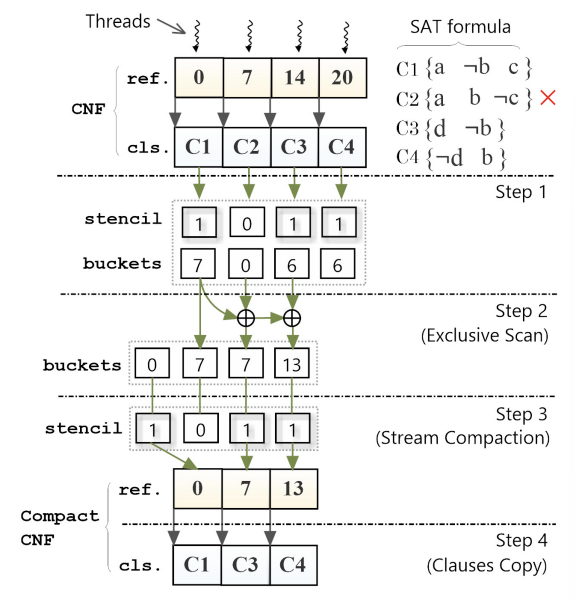 Threads
SAT formula
ref. 0 7 14 20
CNF
cls. C1 C2 C3 C4
C1 {a ¬b c }
C2 {a b ¬c }
C3 {d ¬b }
C4 {¬d b }
Step 1
stencil 1 0 1 1
buckets 7 0 6 6
Step 2
(Exclusive Scan)
buckets 0 7 7 13
Step 3
(Stream Compaction)
stencil 1 0 1 1
ref. 0 7 13
Compact
CNF
Step 4
(Clauses Copy)
cls. C1 C3 C4